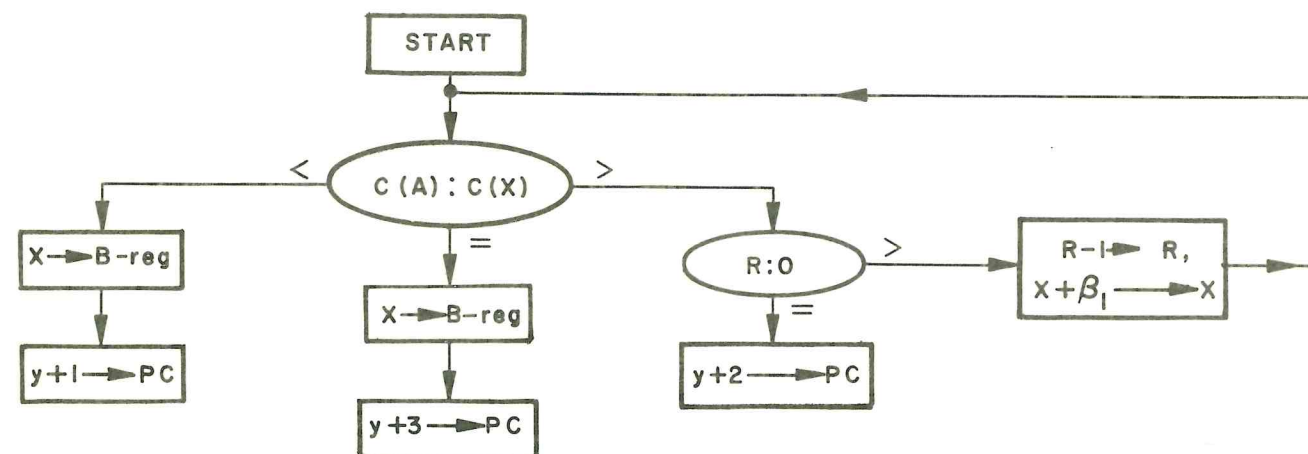 START
< C(A) : C(X) >
=
X→B-reg
y+1→PC
X→B-reg
y+3→PC
R:0 >
=
y+2→PC
R-1→R,
X+β₁→X